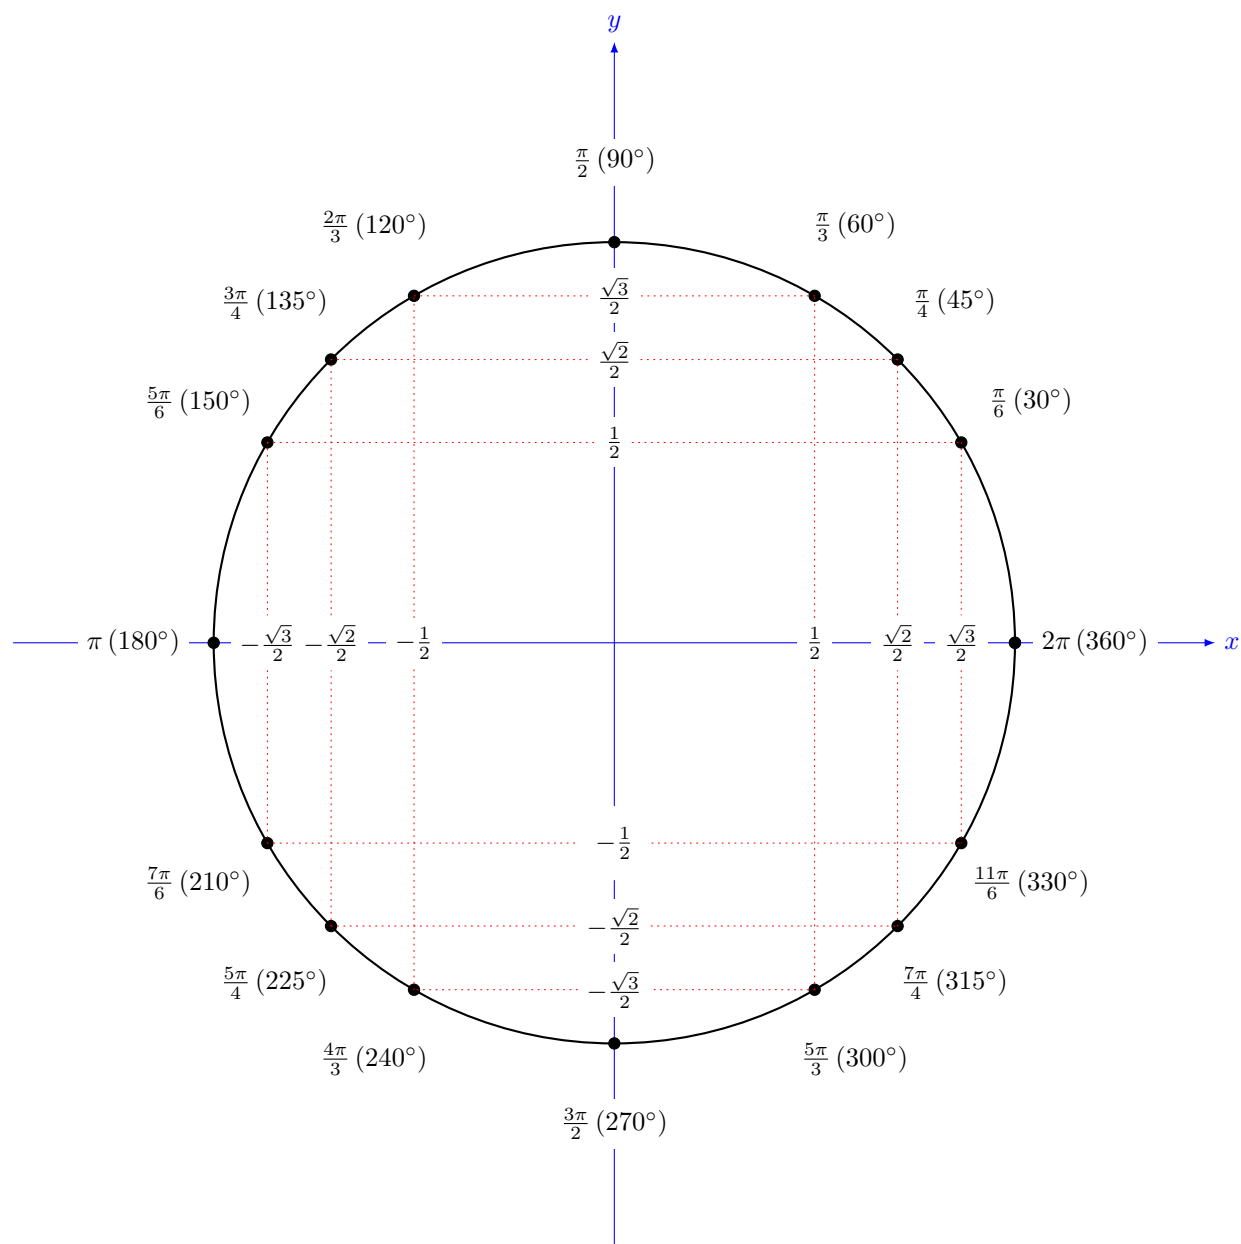 y
π/2 (90°)
2π/3 (120°) π/3 (60°)
3π/4 (135°) π/4 (45°)
√3/2
√2/2
5π/6 (150°) π/6 (30°)
1/2
π (180°) −√3/2 −√2/2 −1/2 1/2 √2/2 √3/2 2π (360°) x
−1/2
7π/6 (210°) 11π/6 (330°)
−√2/2
5π/4 (225°) 7π/4 (315°)
−√3/2
4π/3 (240°) 5π/3 (300°)
3π/2 (270°)